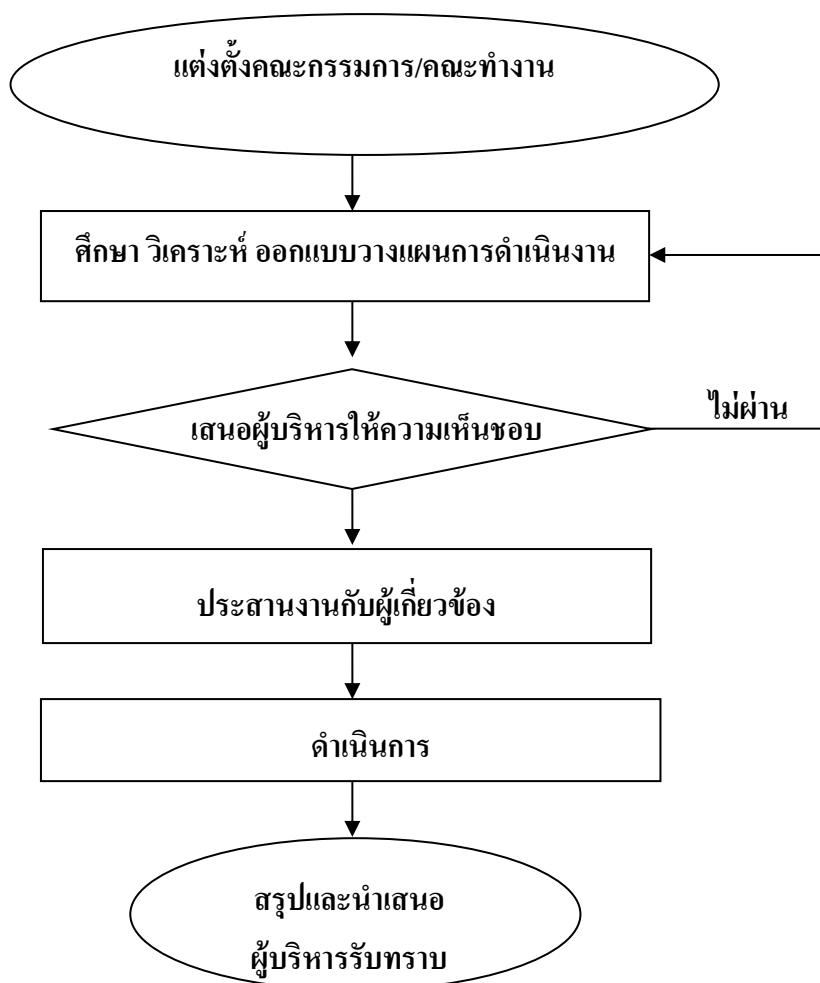 แต่งตั้งคณะกรรมการ/คณะทำงาน
ศึกษา วิเคราะห์ ออกแบบวางแผนการดำเนินงาน
ไม่ผ่าน
เสนอผู้บริหารให้ความเห็นชอบ
ประสานงานกับผู้เกี่ยวข้อง
ดำเนินการ
สรุปและนำเสนอ
ผู้บริหารรับทราบ